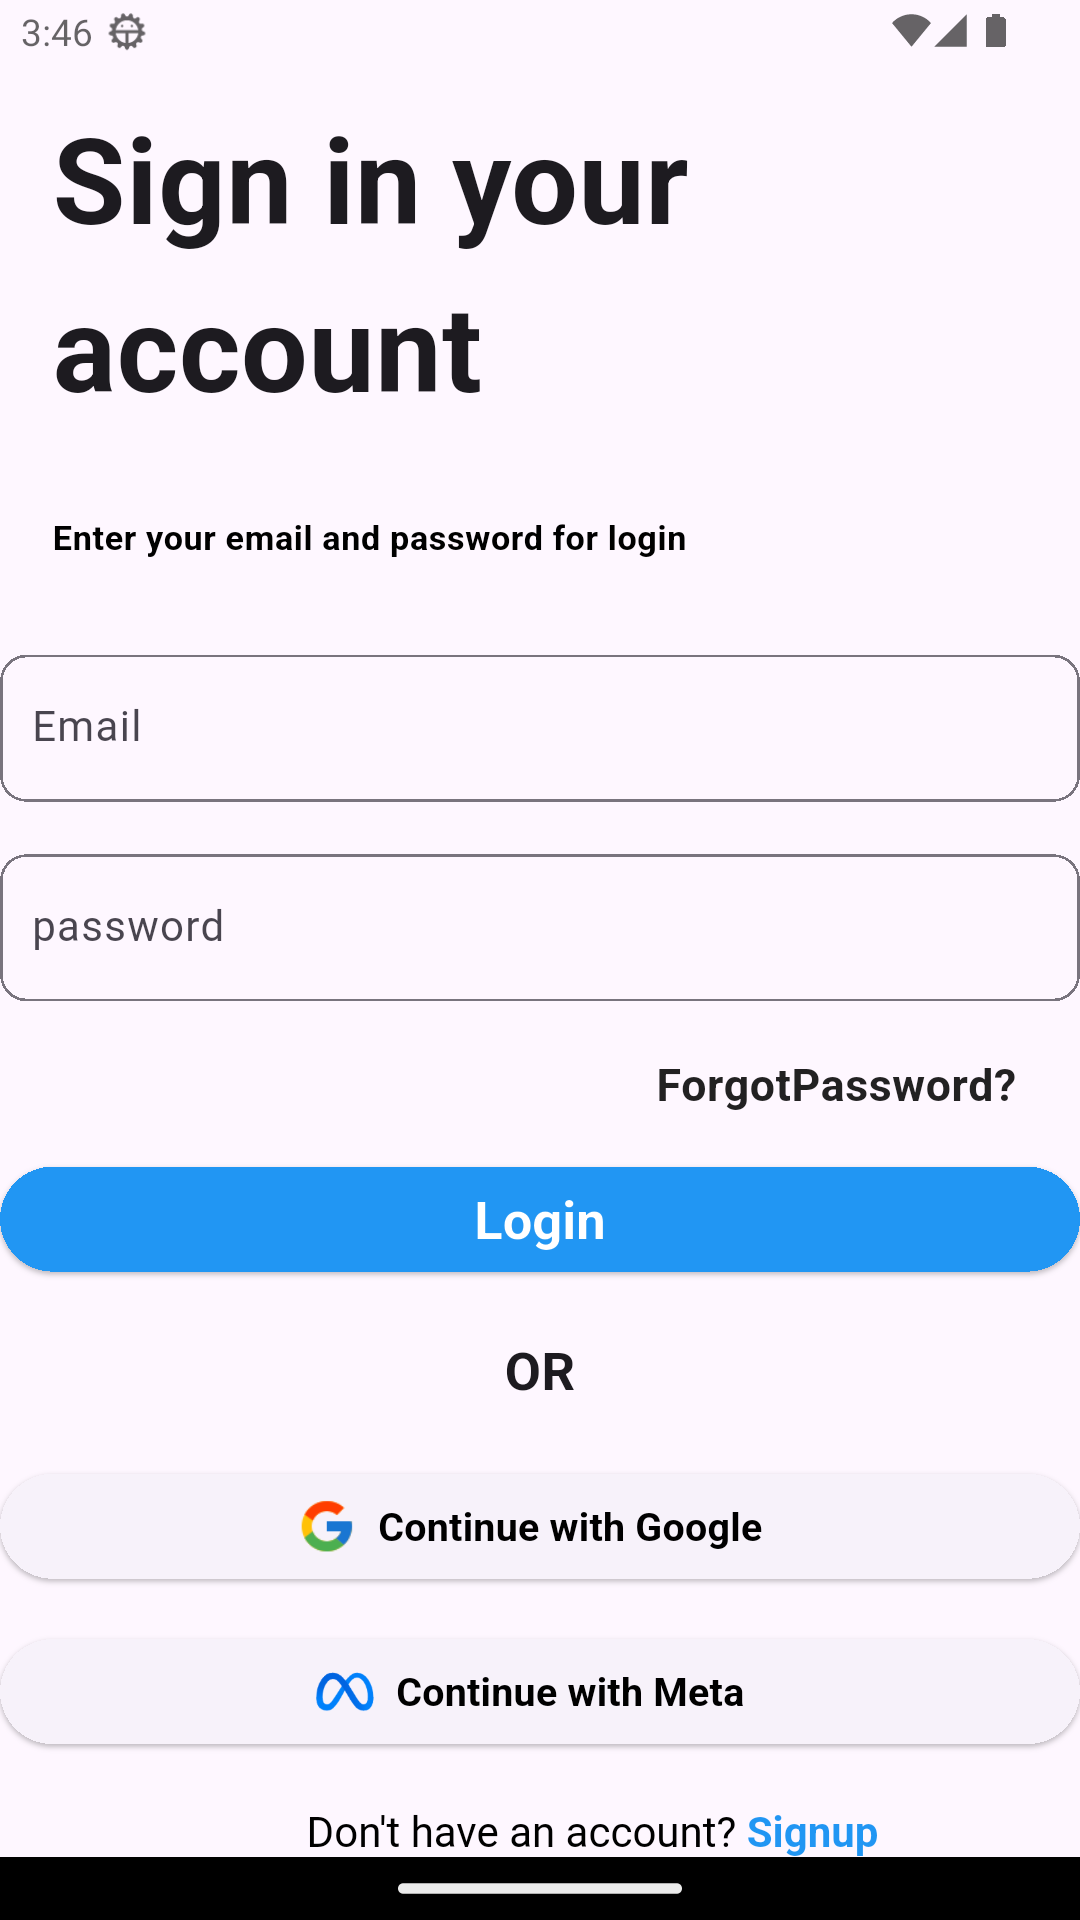 3:46
Sign in your
account
Enter your email and password for login
Email
password
ForgotPassword?
Login
OR
Continue with Google
Continue with Meta
Don't have an account? Signup